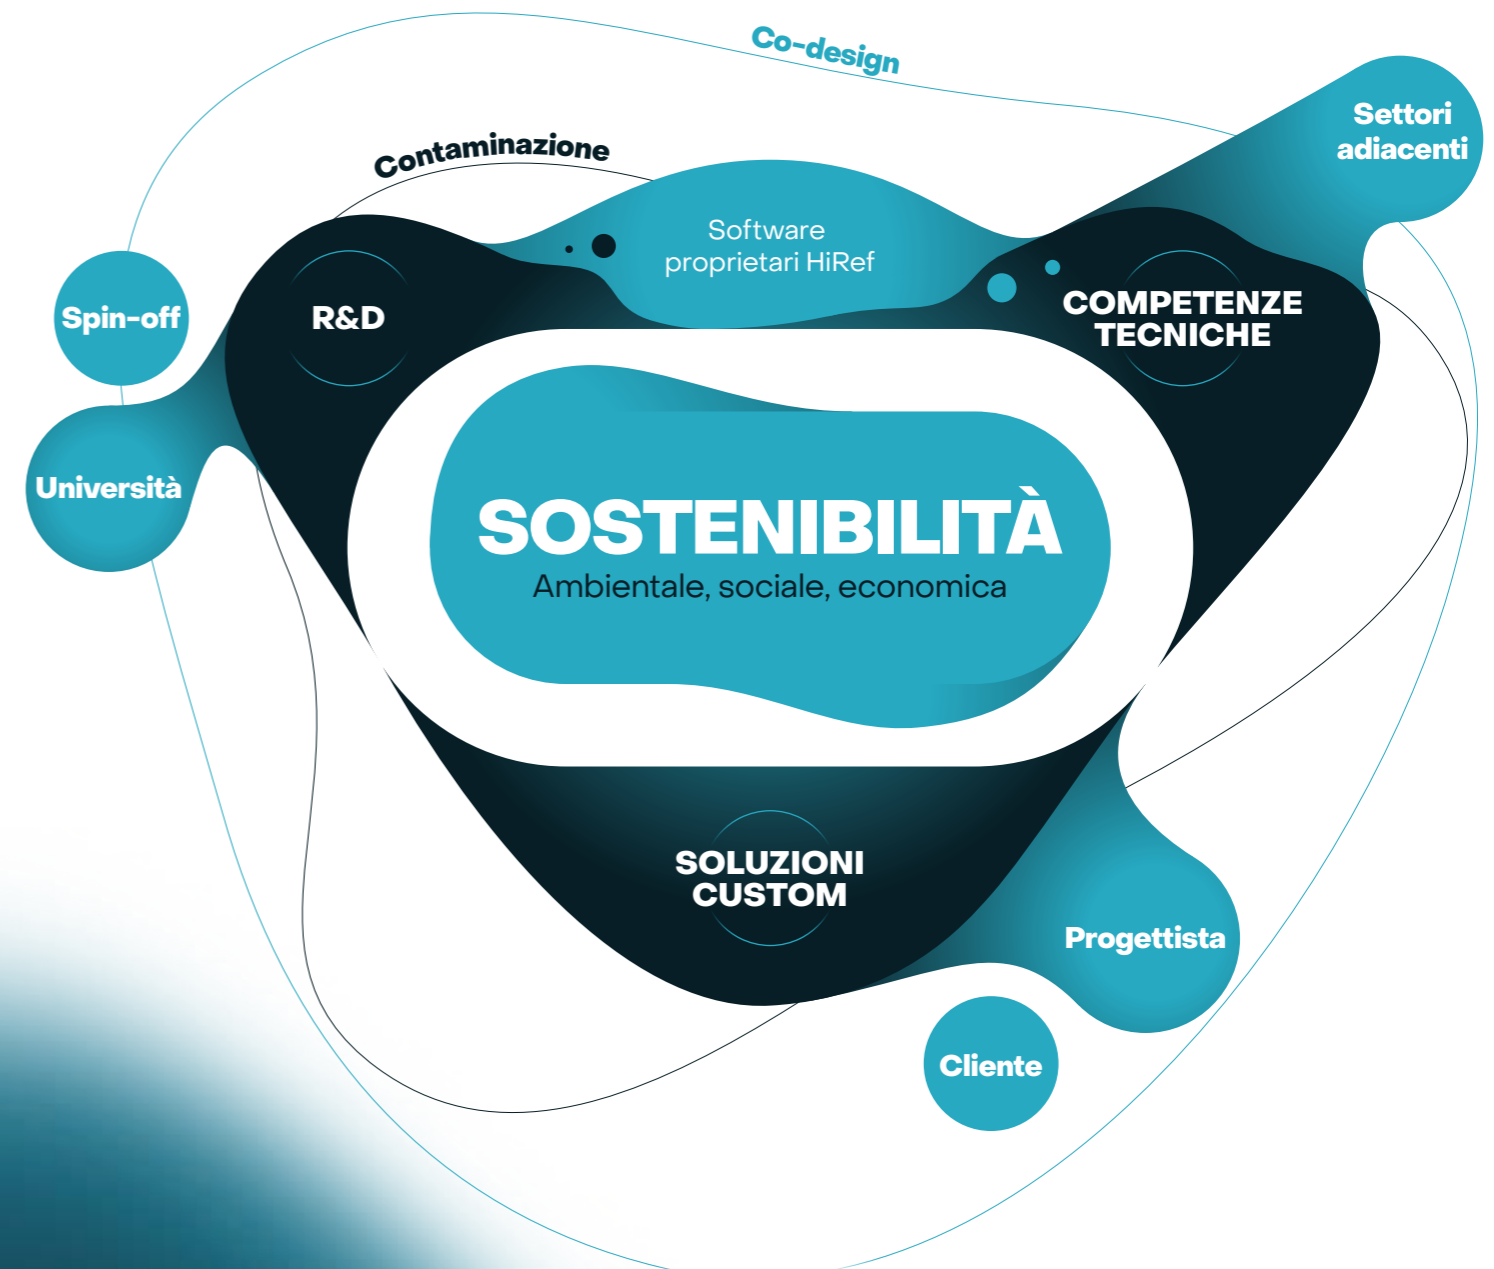 Co-design
Contaminazione
Settori
adiacenti
Software
proprietari HiRef
Spin-off
R&D
COMPETENZE
TECNICHE
Università
SOSTENIBILITÀ
Ambientale, sociale, economica
SOLUZIONI
CUSTOM
Progettista
Cliente